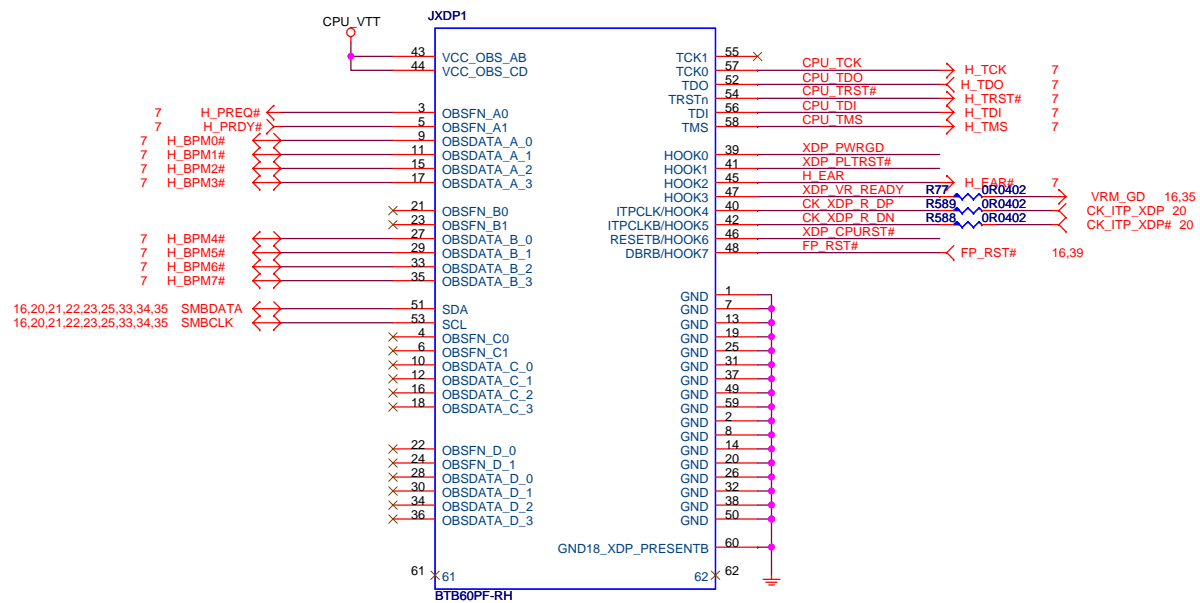 JXDP1
CPU_VTT
43 VCC_OBS_AB
44 VCC_OBS_CD
7 H_PREQ# 3 OBSFN_A0
7 H_PRDY# 5 OBSFN_A1
7 H_BPM0# 9 OBSDATA_A_0
7 H_BPM1# 11 OBSDATA_A_1
7 H_BPM2# 15 OBSDATA_A_2
7 H_BPM3# 17 OBSDATA_A_3
21 OBSFN_B0
23 OBSFN_B1
7 H_BPM4# 27 OBSDATA_B_0
7 H_BPM5# 29 OBSDATA_B_1
7 H_BPM6# 33 OBSDATA_B_2
7 H_BPM7# 35 OBSDATA_B_3
16,20,21,22,23,25,33,34,35 SMBDATA 51 SDA
16,20,21,22,23,25,33,34,35 SMBCLK 53 SCL
4 OBSFN_C0
6 OBSFN_C1
10 OBSDATA_C_0
12 OBSDATA_C_1
16 OBSDATA_C_2
18 OBSDATA_C_3
22 OBSFN_D_0
24 OBSFN_D_1
28 OBSDATA_D_0
30 OBSDATA_D_1
34 OBSDATA_D_2
36 OBSDATA_D_3
61 61
TCK1 55
TCK0 57 CPU_TCK H_TCK 7
TDO 52 CPU_TDO H_TDO 7
TRSTn 54 CPU_TRST# H_TRST# 7
TDI 56 CPU_TDI H_TDI 7
TMS 58 CPU_TMS H_TMS 7
HOOK0 39 XDP_PWRGD
HOOK1 41 XDP_PLTRST#
HOOK2 45 H_EAR H_EAR# 7
HOOK3 47 XDP_VR_READY R77 0R0402 VRM_GD 16,35
ITPCLK/HOOK4 40 CK_XDP_R_DP R589 0R0402 CK_ITP_XDP 20
ITPCLKB/HOOK5 42 CK_XDP_R_DN R588 0R0402 CK_ITP_XDP# 20
RESETB/HOOK6 46 XDP_CPURST#
DBRB/HOOK7 48 FP_RST# FP_RST# 16,39
GND 1
GND 7
GND 13
GND 19
GND 25
GND 31
GND 37
GND 49
GND 59
GND 2
GND 8
GND 14
GND 20
GND 26
GND 32
GND 38
GND 50
GND18_XDP_PRESENTB 60
62 62
BTB60PF-RH